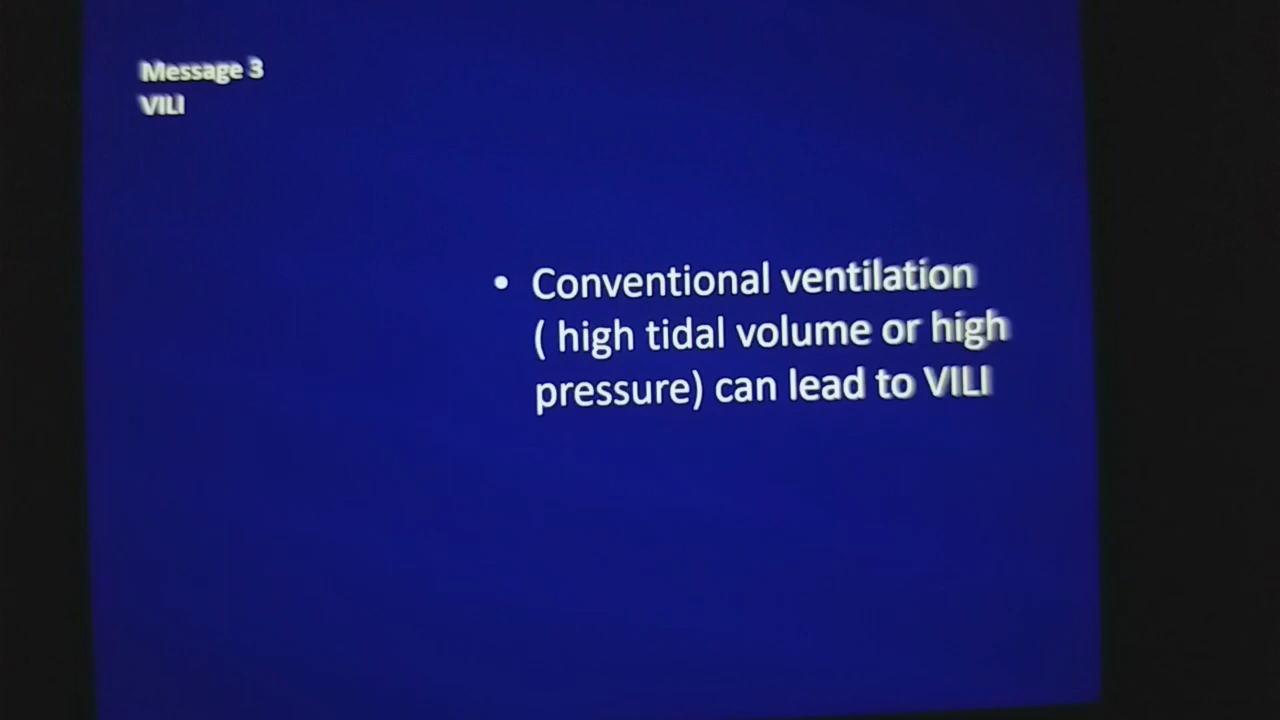 Message 3
VILI
• Conventional ventilation
( high tidal volume or high
pressure) can lead to VILI